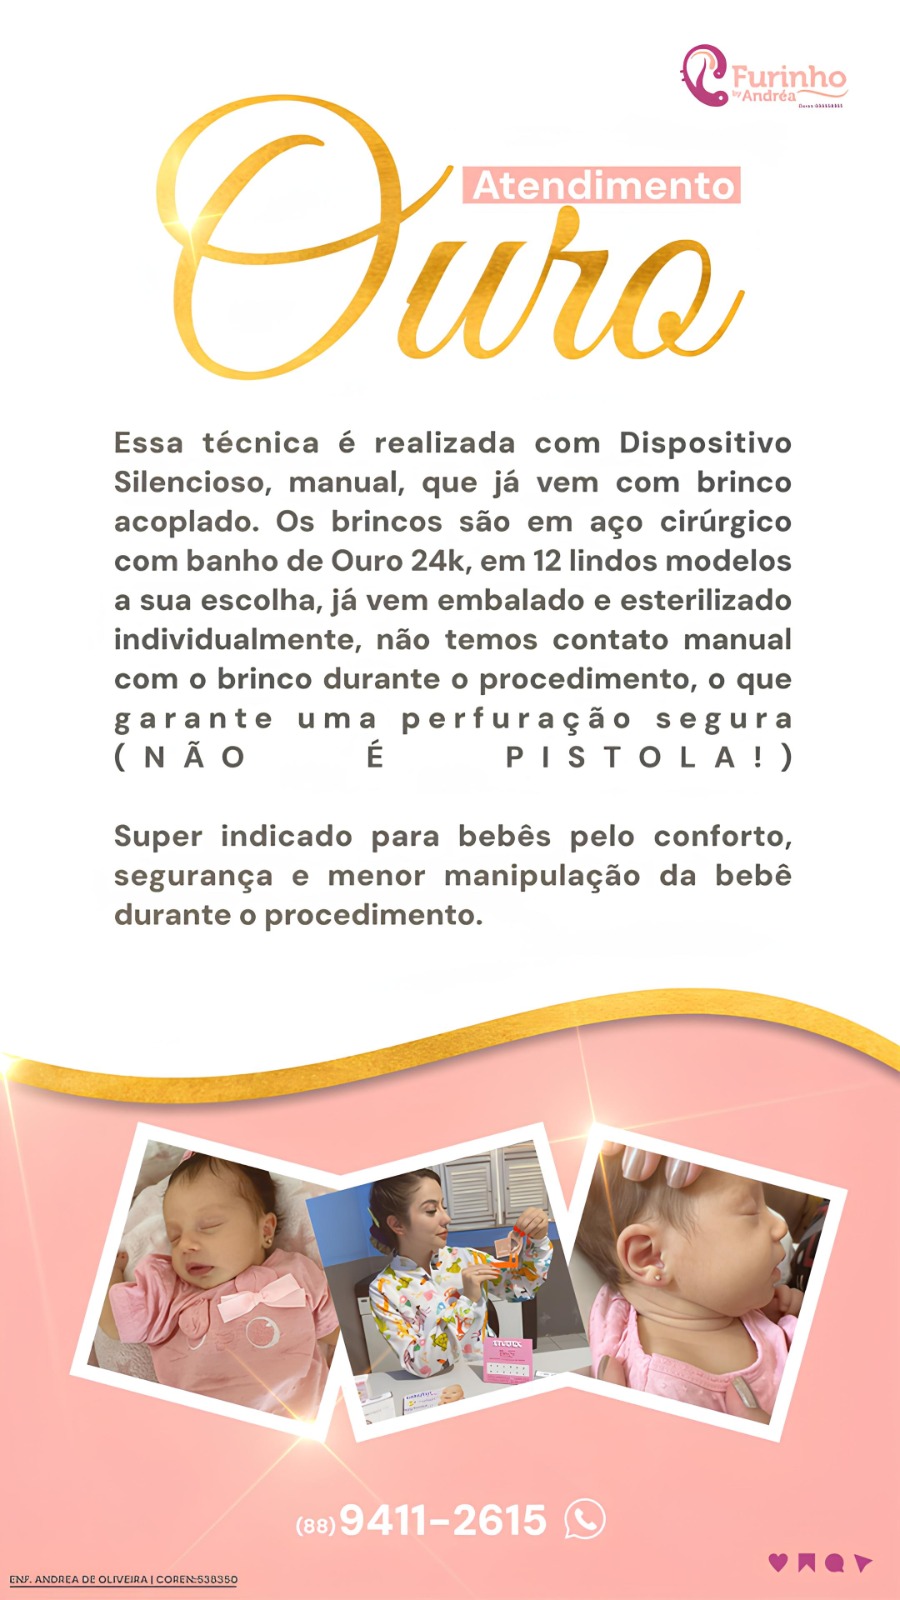 Furinho
by Andréa
Atendimento
Ouro
Essa técnica é realizada com Dispositivo
Silencioso, manual, que já vem com brinco
acoplado. Os brincos são em aço cirúrgico
com banho de Ouro 24k, em 12 lindos modelos
a sua escolha, já vem embalado e esterilizado
individualmente, não temos contato manual
com o brinco durante o procedimento, o que
garante uma perfuração segura
(NÃO É PISTOLA!)
Super indicado para bebês pelo conforto,
segurança e menor manipulação da bebê
durante o procedimento.
(88) 9411-2615
ENF. ANDREA DE OLIVEIRA | COREN:538350